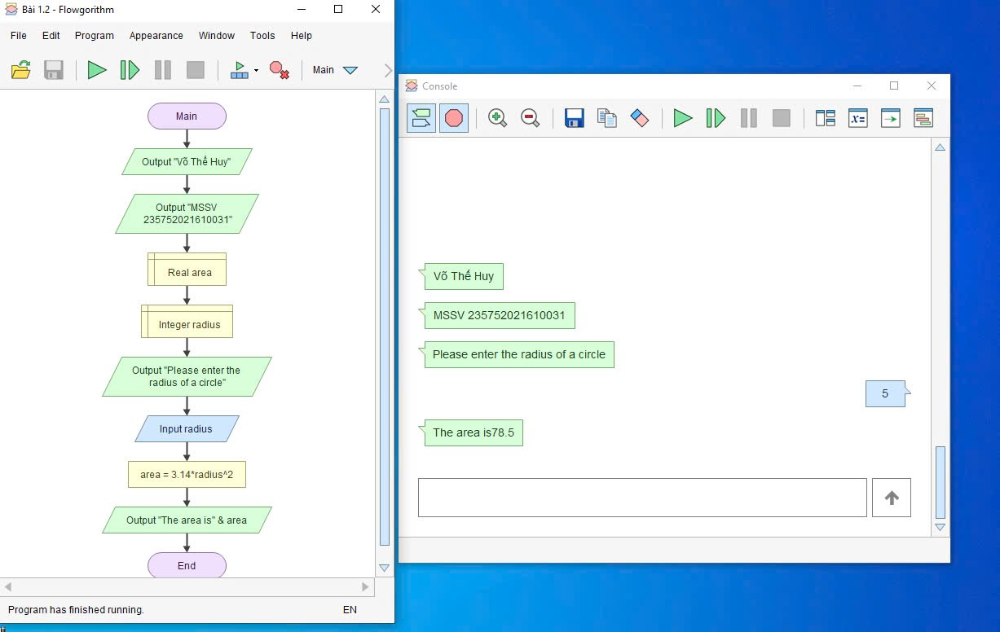 Bài 1.2 - Flowgorithm
File Edit Program Appearance Window Tools Help
Main
Main
Output "Võ Thế Huy"
Output "MSSV
235752021610031"
Real area
Integer radius
Output "Please enter the
radius of a circle"
Input radius
area = 3.14*radius^2
Output "The area is" & area
End
Program has finished running.
EN
Console
x=
Võ Thế Huy
MSSV 235752021610031
Please enter the radius of a circle
5
The area is78.5